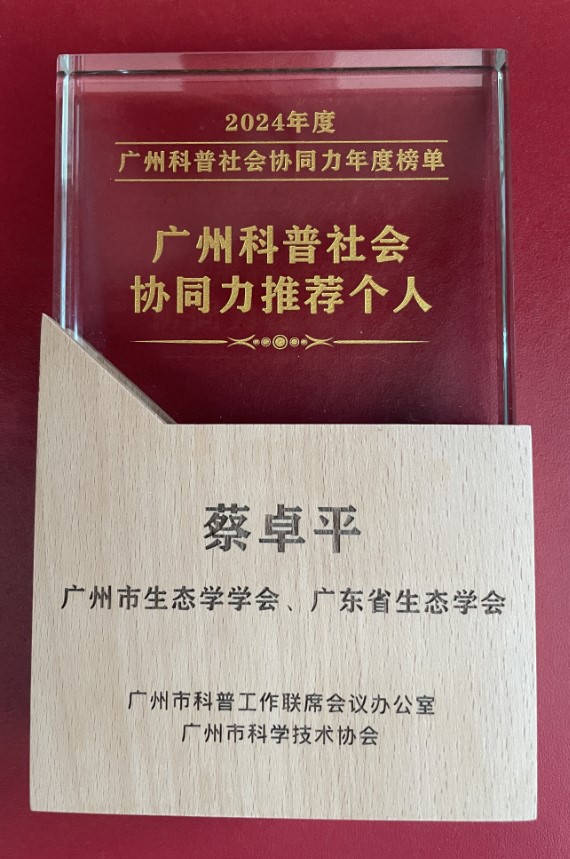 2024年度
广州科普社会协同力年度榜单
广州科普社会
协同力推荐个人
蔡卓平
广州市生态学学会、广东省生态学会
广州市科普工作联席会议办公室
广州市科学技术协会